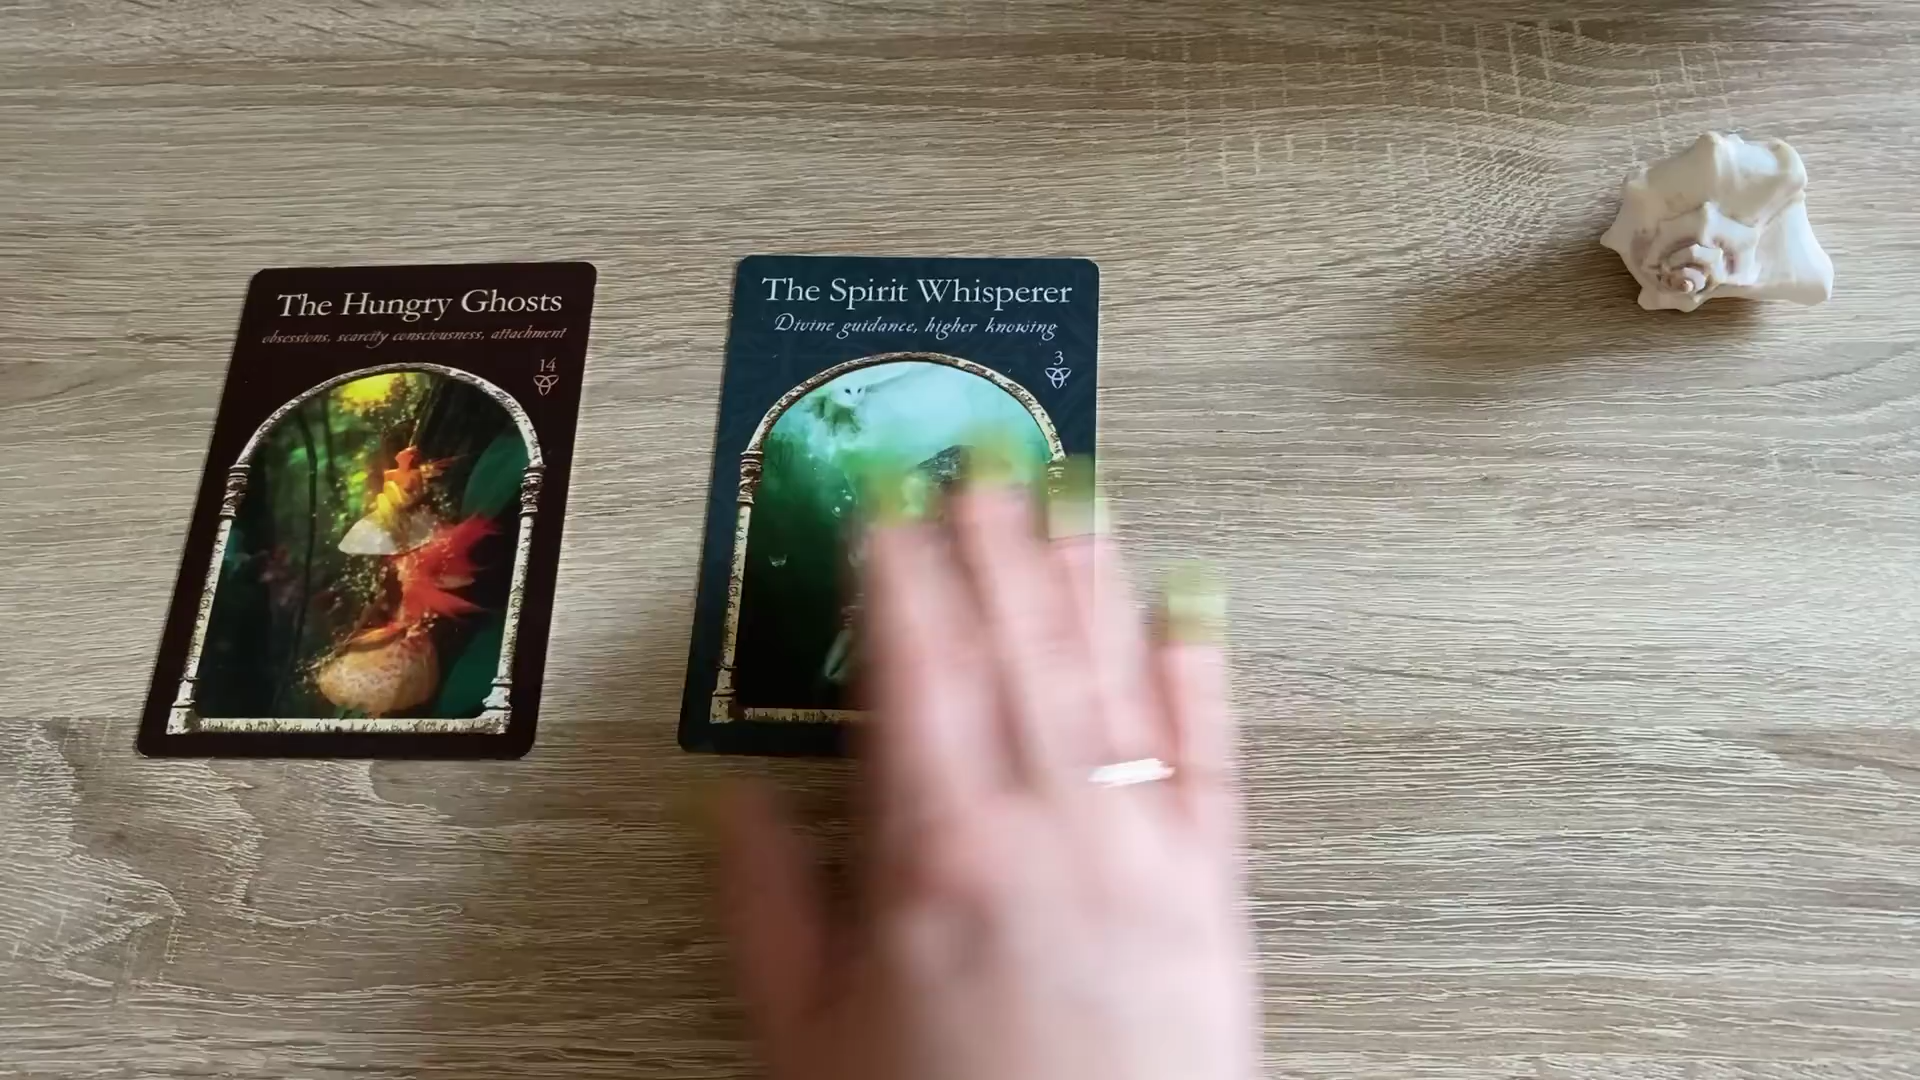 The Hungry Ghosts
obsessions, scarcity consciousness, attachment
14
The Spirit Whisperer
Divine guidance, higher knowing
3